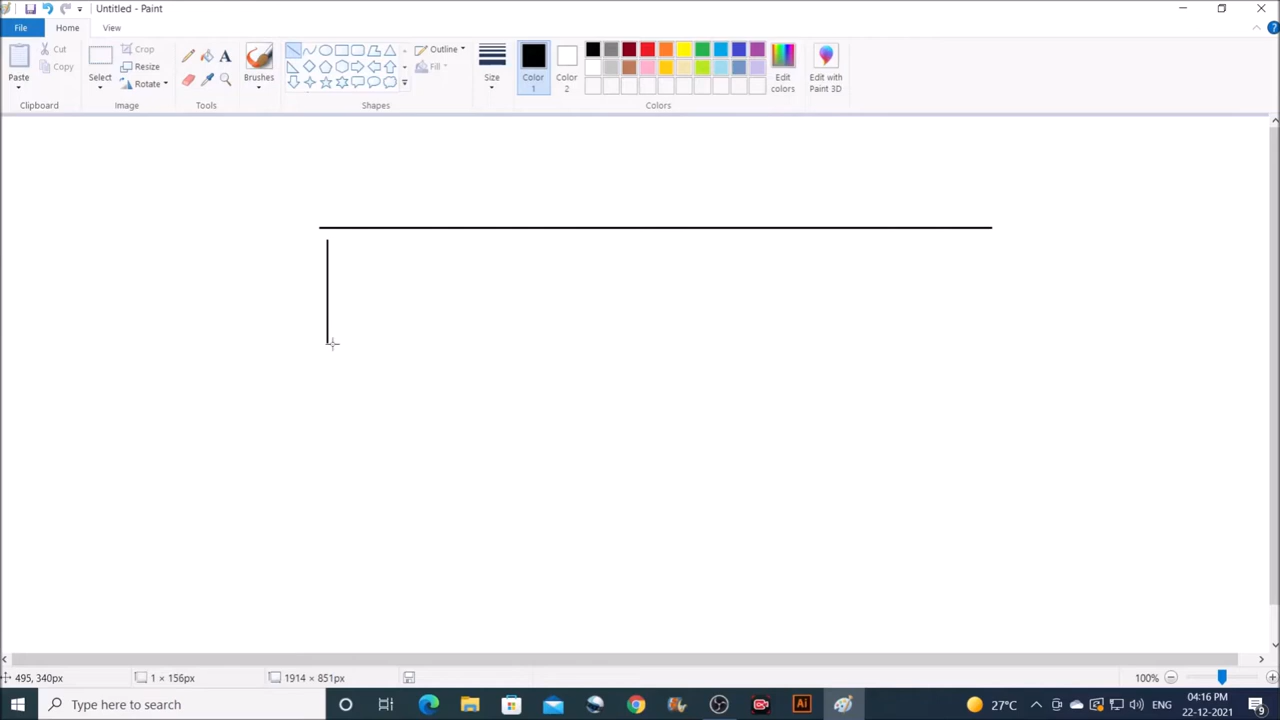 Untitled - Paint
File Home View
Paste
Cut
Copy
Clipboard
Select
Crop
Resize
Rotate
Image
Tools
Brushes
Outline
Fill
Shapes
Size
Color 1
Color 2
Colors
Edit colors
Edit with Paint 3D
495, 340px
1 × 156px
1914 × 851px
100%
Type here to search
Ai
27°C
ENG
04:16 PM
22-12-2021
9